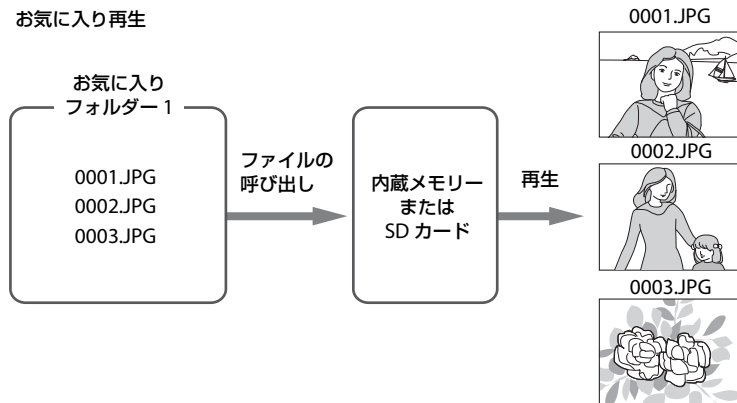 お気に入り再生
お気に入り
フォルダー 1
0001.JPG
0002.JPG
0003.JPG
ファイルの
呼び出し
内蔵メモリー
または
SD カード
再生
0001.JPG
0002.JPG
0003.JPG